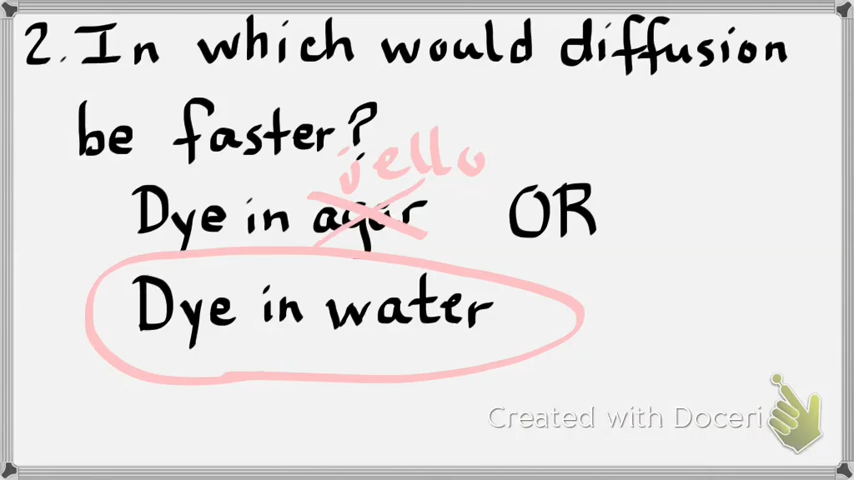 2. In which would diffusion
be faster?
jello
Dye in agar OR
Dye in water
Created with Doceri